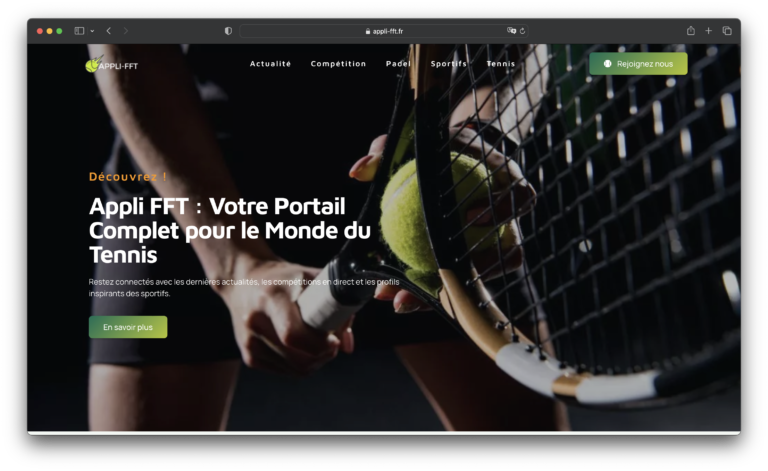 appli-fft.fr
APPLI-FFT
Actualité
Compétition
Padel
Sportifs
Tennis
Rejoignez nous
Découvrez !
Appli FFT : Votre Portail
Complet pour le Monde du
Tennis
Restez connectés avec les dernières actualités, les compétitions en direct et les profils
inspirants des sportifs.
En savoir plus